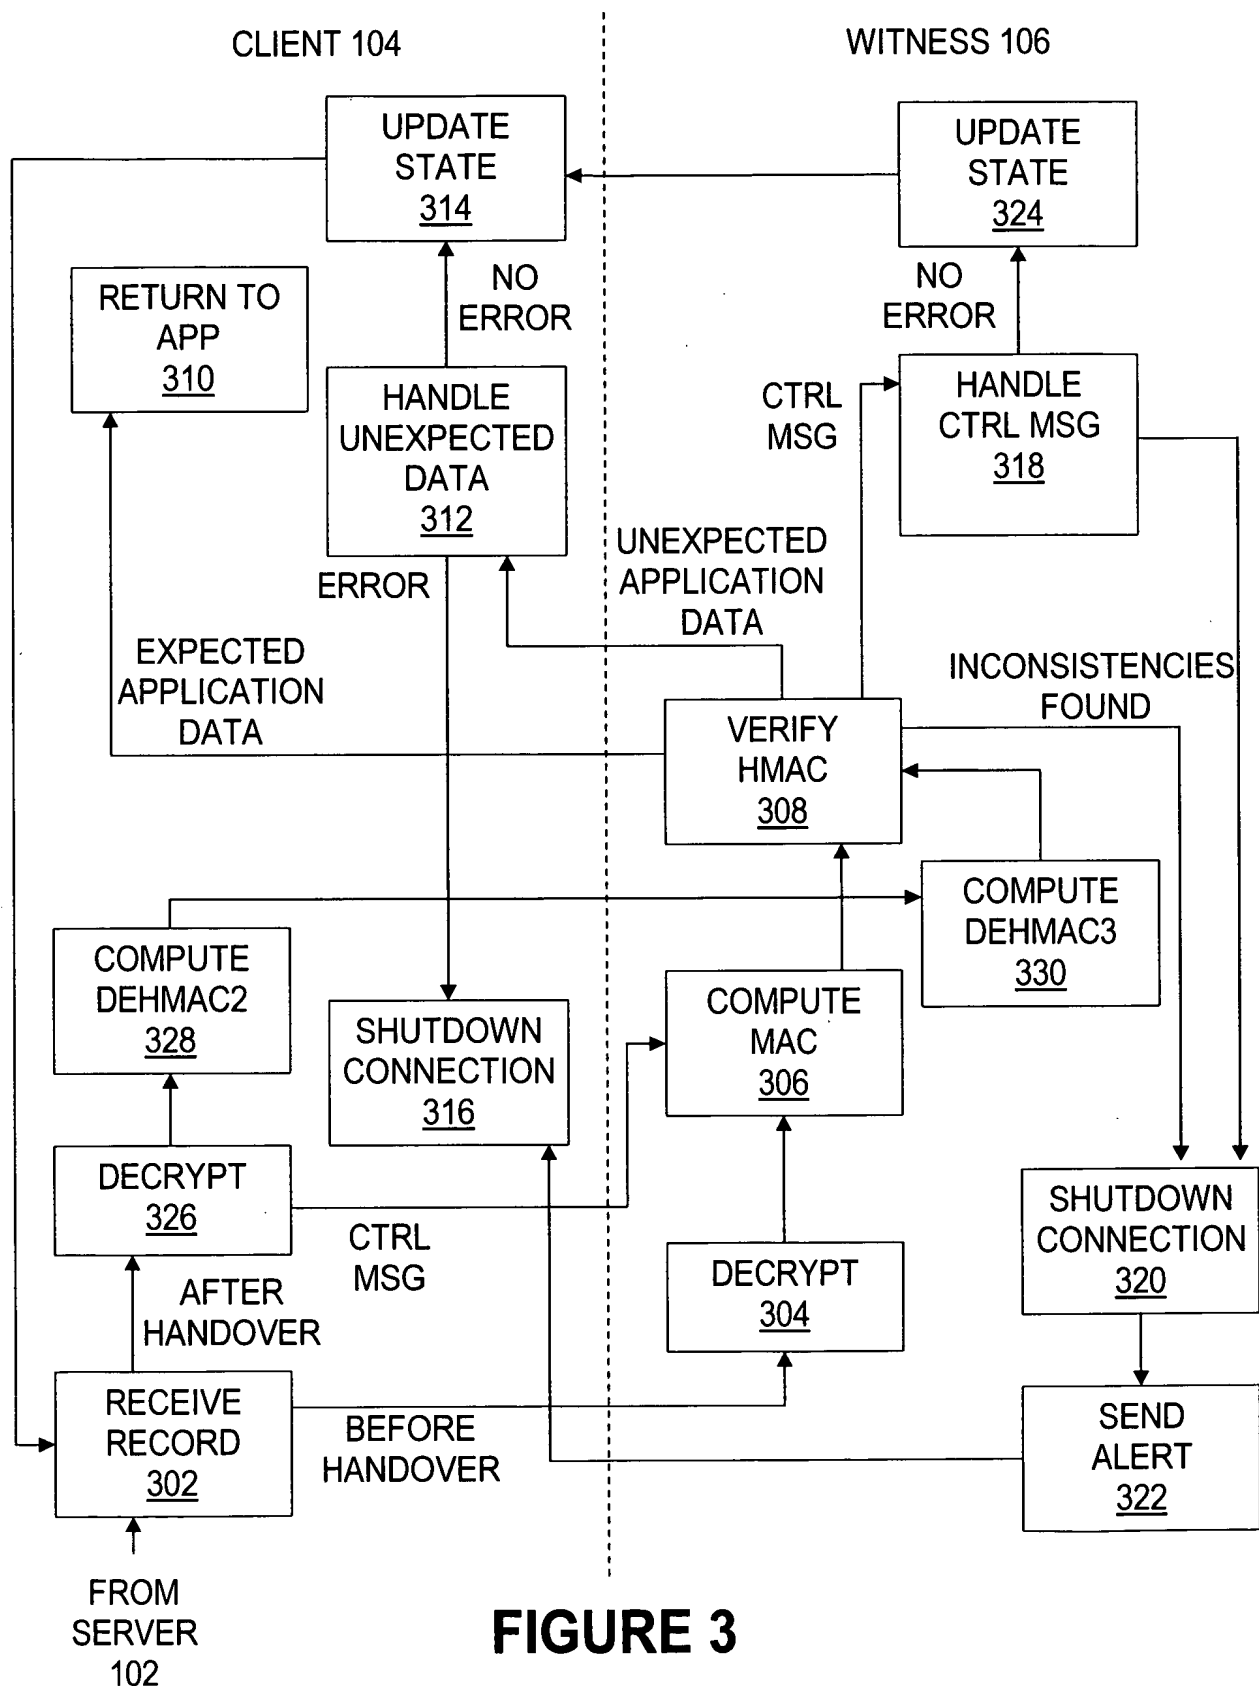 CLIENT 104
WITNESS 106
UPDATE
STATE
314
UPDATE
STATE
324
NO
ERROR
NO
ERROR
RETURN TO
APP
310
HANDLE
UNEXPECTED
DATA
312
CTRL
MSG
HANDLE
CTRL MSG
318
ERROR
UNEXPECTED
APPLICATION
DATA
EXPECTED
APPLICATION
DATA
INCONSISTENCIES
FOUND
VERIFY
HMAC
308
COMPUTE
DEHMAC2
328
COMPUTE
DEHMAC3
330
SHUTDOWN
CONNECTION
316
COMPUTE
MAC
306
DECRYPT
326
CTRL
MSG
DECRYPT
304
SHUTDOWN
CONNECTION
320
AFTER
HANDOVER
RECEIVE
RECORD
302
BEFORE
HANDOVER
SEND
ALERT
322
FROM
SERVER
102
FIGURE 3